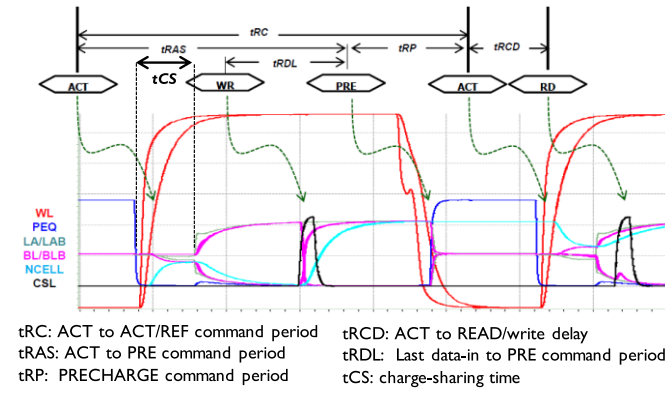 tRC
tRAS
tRP
tRCD
tCS
tRDL
ACT
WR
PRE
ACT
RD
WL
PEQ
LA/LAB
BL/BLB
NCELL
CSL
tRC: ACT to ACT/REF command period
tRAS: ACT to PRE command period
tRP: PRECHARGE command period
tRCD: ACT to READ/write delay
tRDL: Last data-in to PRE command period
tCS: charge-sharing time